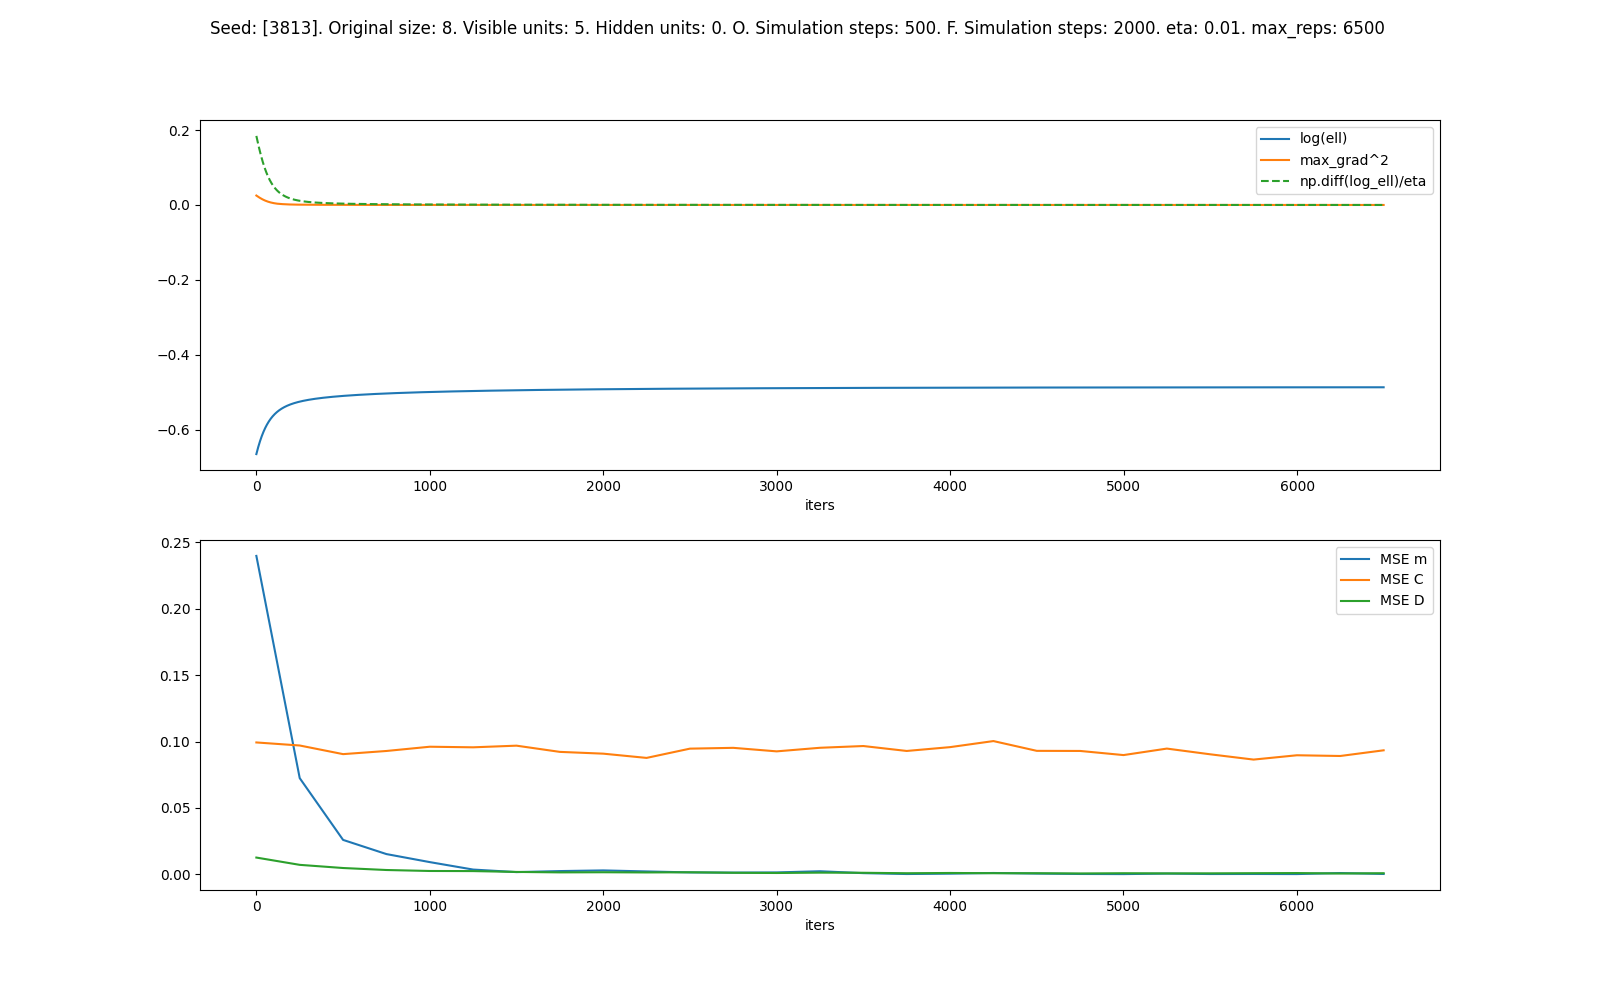 Seed: [3813]. Original size: 8. Visible units: 5. Hidden units: 0. O. Simulation steps: 500. F. Simulation steps: 2000. eta: 0.01. max_reps: 6500
log(ell)
max_grad^2
np.diff(log_ell)/eta
0.2
0.0
−0.2
−0.4
−0.6
0 1000 2000 3000 4000 5000 6000
iters
MSE m
MSE C
MSE D
0.25
0.20
0.15
0.10
0.05
0.00
0 1000 2000 3000 4000 5000 6000
iters